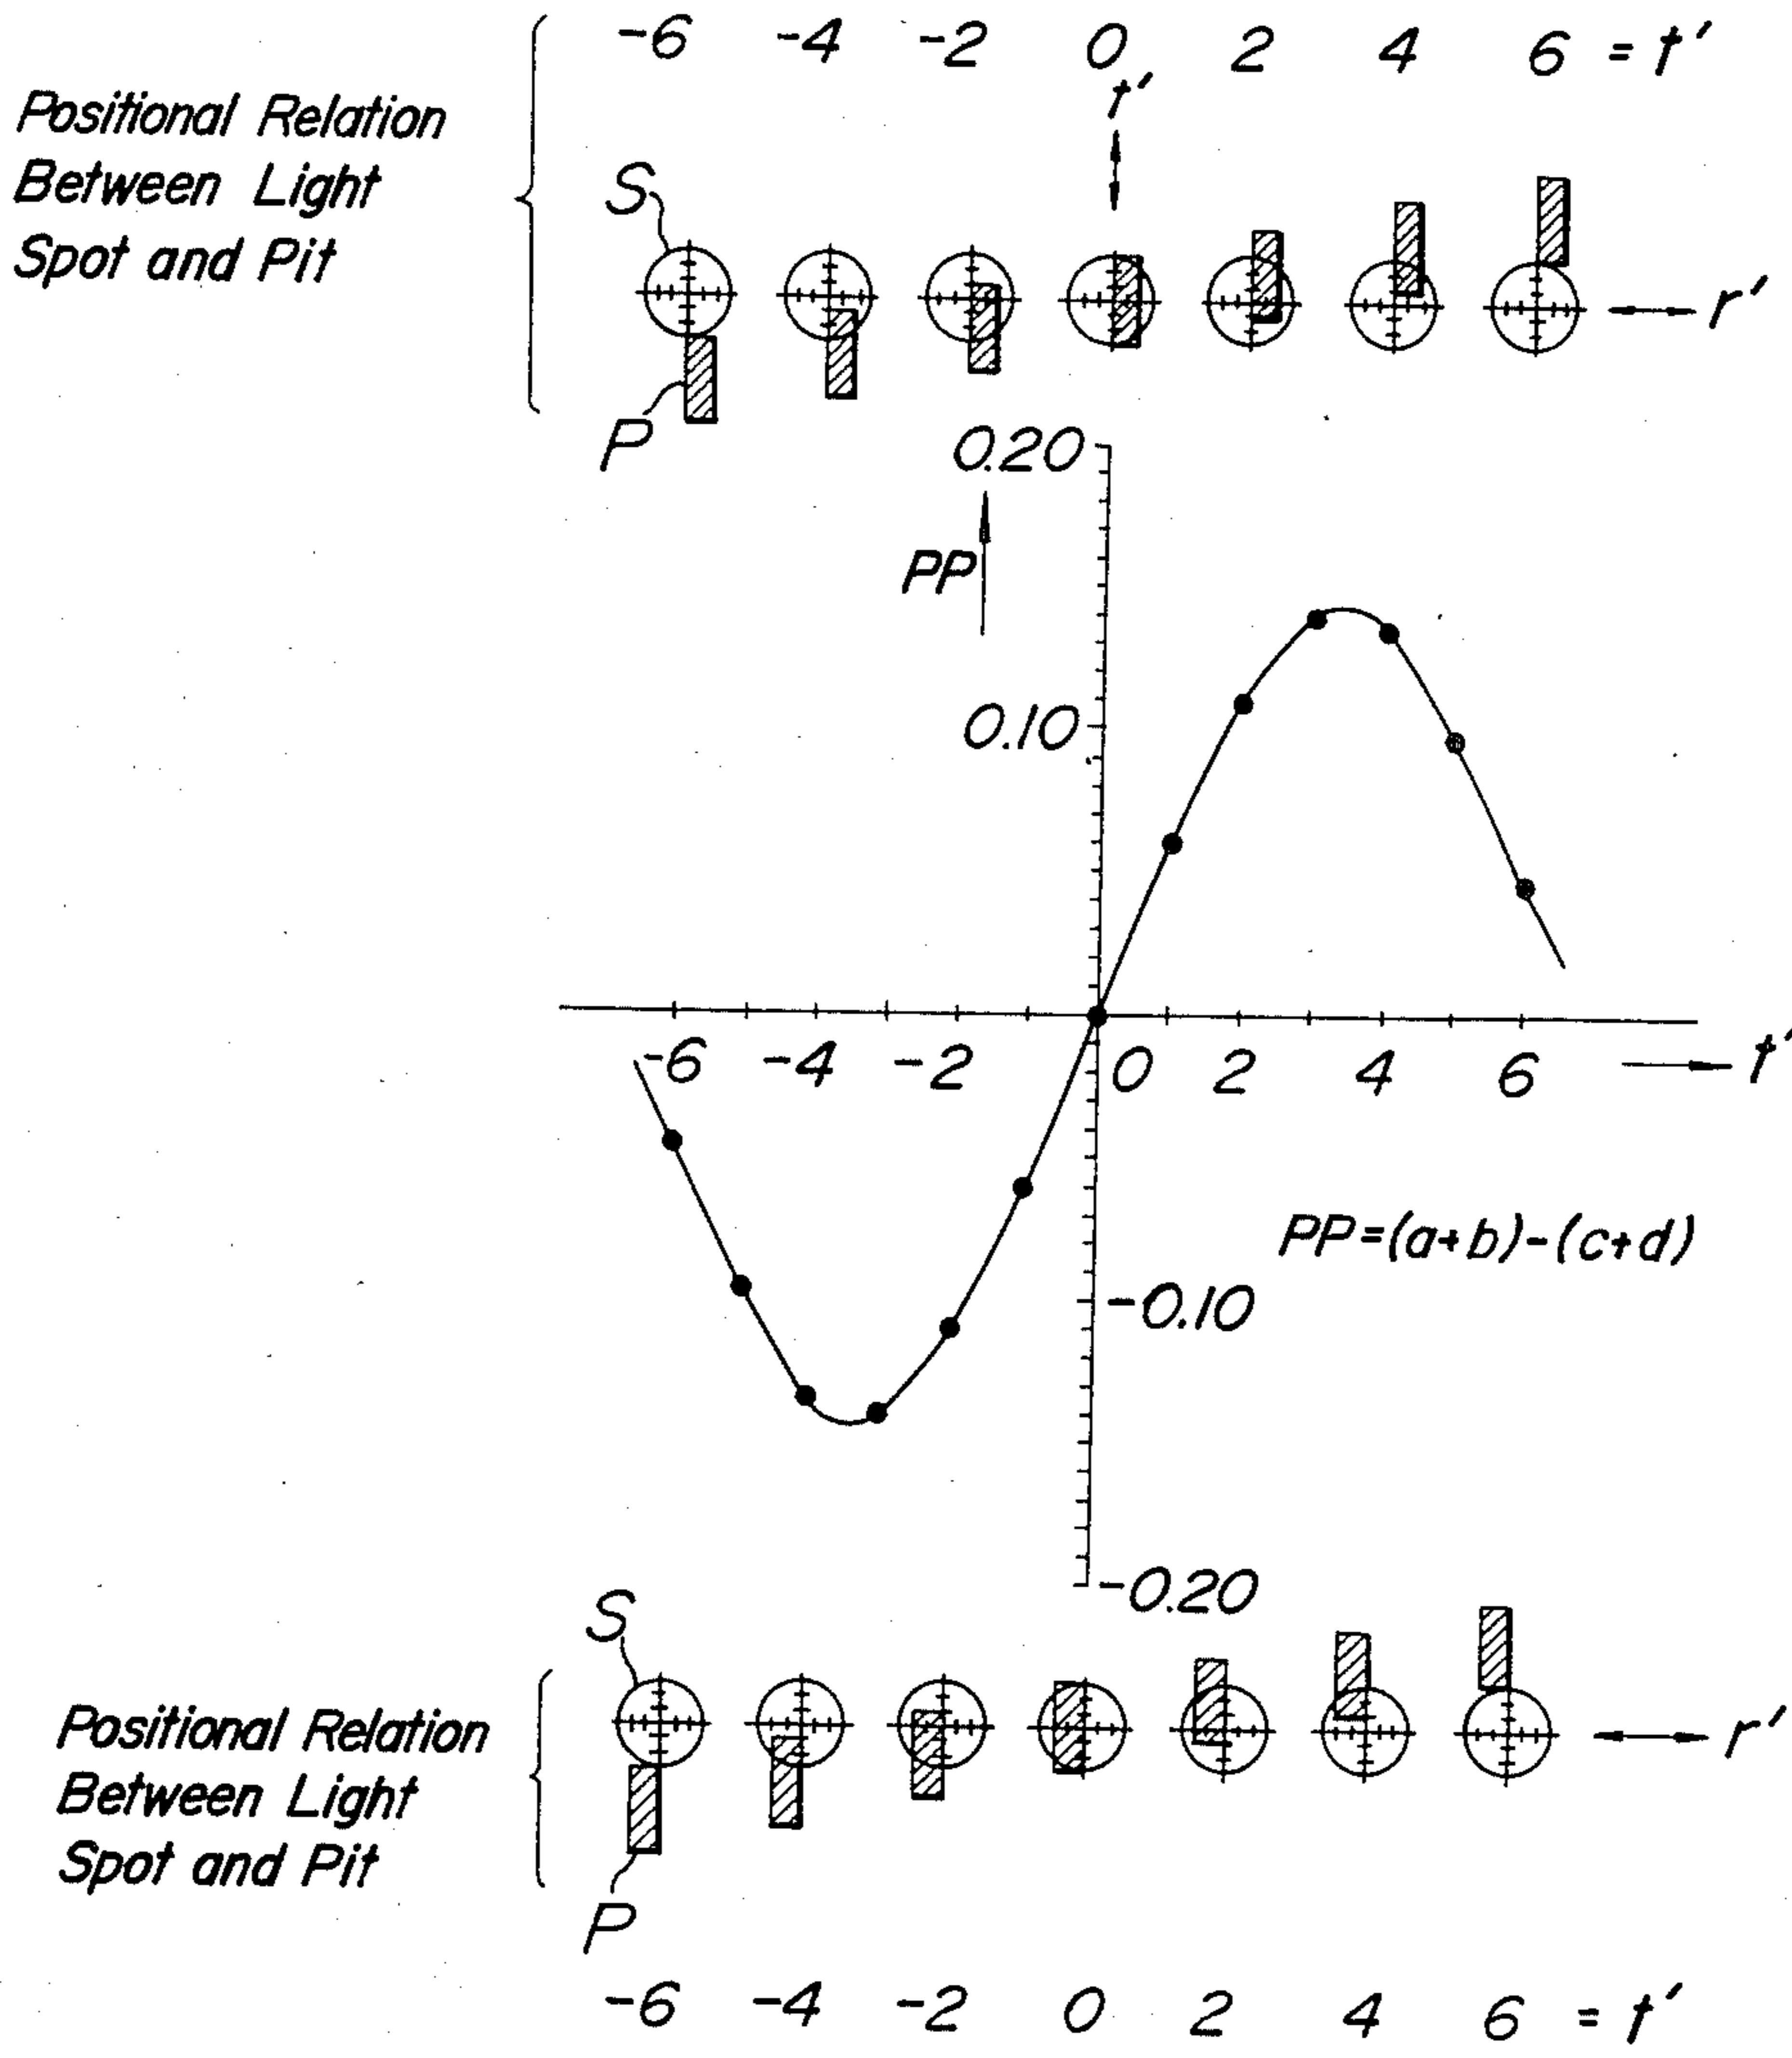 -6 -4 -2 0 2 4 6 = t'
t'
Positional Relation
Between Light
Spot and Pit
S
r'
P
0.20
PP
0.10
-6 -4 -2 0 2 4 6
t'
PP=(a+b)-(c+d)
-0.10
-0.20
S
Positional Relation
Between Light
Spot and Pit
r'
P
-6 -4 -2 0 2 4 6 = t'